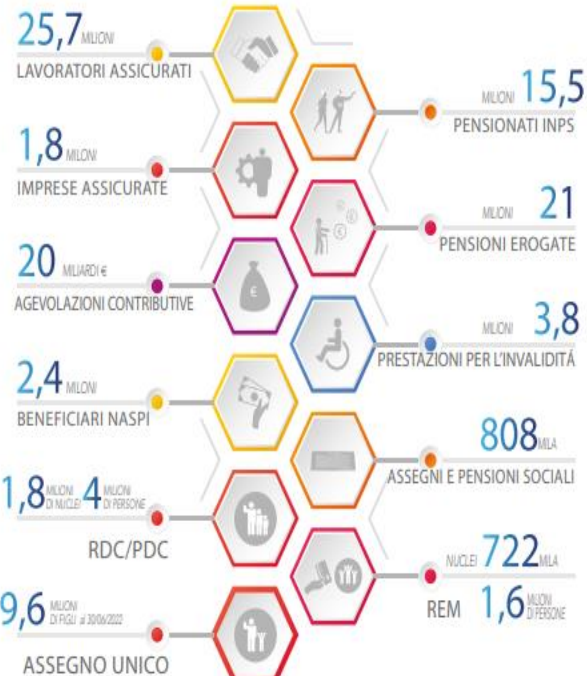 25,7 MILIONI
LAVORATORI ASSICURATI
MILIONI 15,5
PENSIONATI INPS
1,8 MILIONI
IMPRESE ASSICURATE
MILIONI 21
PENSIONI EROGATE
20 MILIARDI €
AGEVOLAZIONI CONTRIBUTIVE
MILIONI 3,8
PRESTAZIONI PER L'INVALIDITÁ
2,4 MILIONI
BENEFICIARI NASPI
808 MILA
ASSEGNI E PENSIONI SOCIALI
1,8 MILIONI DI NUCLEI 4 MILIONI DI PERSONE
RDC/PDC
NUCLEI 722 MILA
REM 1,6 MILIONI DI PERSONE
9,6 MILIONI DI FIGLI al 30/06/2022
ASSEGNO UNICO